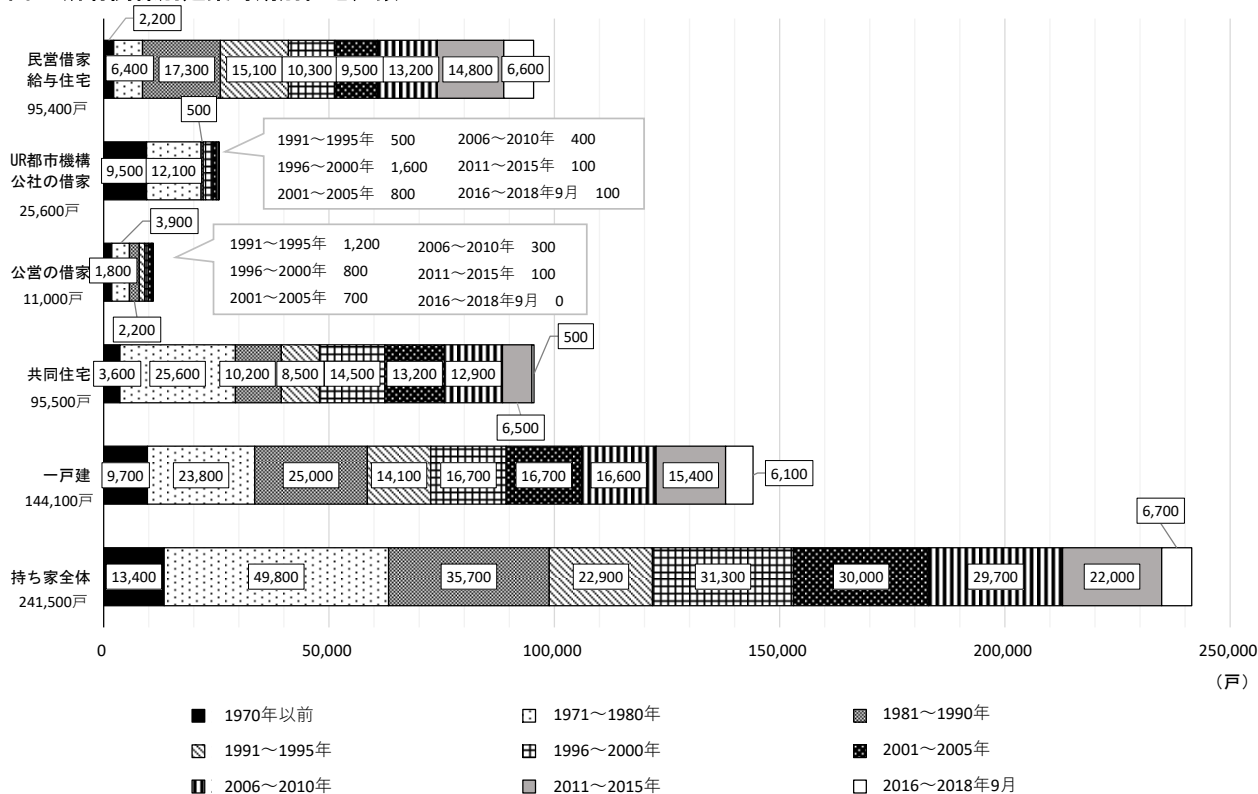 2,200
民営借家
給与住宅
95,400戸
6,400 17,300 15,100 10,300 9,500 13,200 14,800 6,600
500
UR都市機構
公社の借家
25,600戸
9,500 12,100
1991～1995年 500 2006～2010年 400
1996～2000年 1,600 2011～2015年 100
2001～2005年 800 2016～2018年9月 100
3,900
公営の借家
11,000戸
1,800
2,200
1991～1995年 1,200 2006～2010年 300
1996～2000年 800 2011～2015年 100
2001～2005年 700 2016～2018年9月 0
共同住宅
95,500戸
3,600 25,600 10,200 8,500 14,500 13,200 12,900
500
6,500
一戸建
144,100戸
9,700 23,800 25,000 14,100 16,700 16,700 16,600 15,400 6,100
6,700
持ち家全体
241,500戸
13,400 49,800 35,700 22,900 31,300 30,000 29,700 22,000
0 50,000 100,000 150,000 200,000 250,000
（戸）
1970年以前 1971～1980年 1981～1990年
1991～1995年 1996～2000年 2001～2005年
2006～2010年 2011～2015年 2016～2018年9月